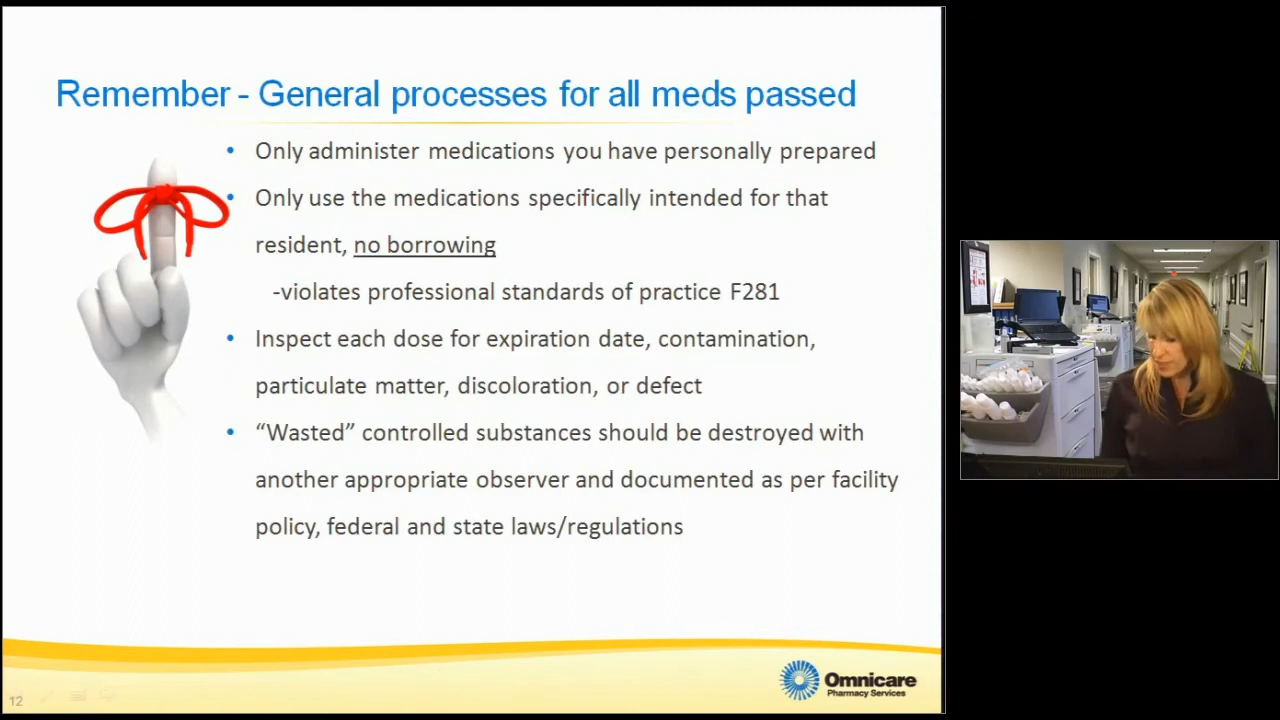 Remember - General processes for all meds passed
• Only administer medications you have personally prepared
• Only use the medications specifically intended for that
resident, no borrowing
-violates professional standards of practice F281
• Inspect each dose for expiration date, contamination,
particulate matter, discoloration, or defect
• “Wasted” controlled substances should be destroyed with
another appropriate observer and documented as per facility
policy, federal and state laws/regulations
Omnicare
Pharmacy Services
12